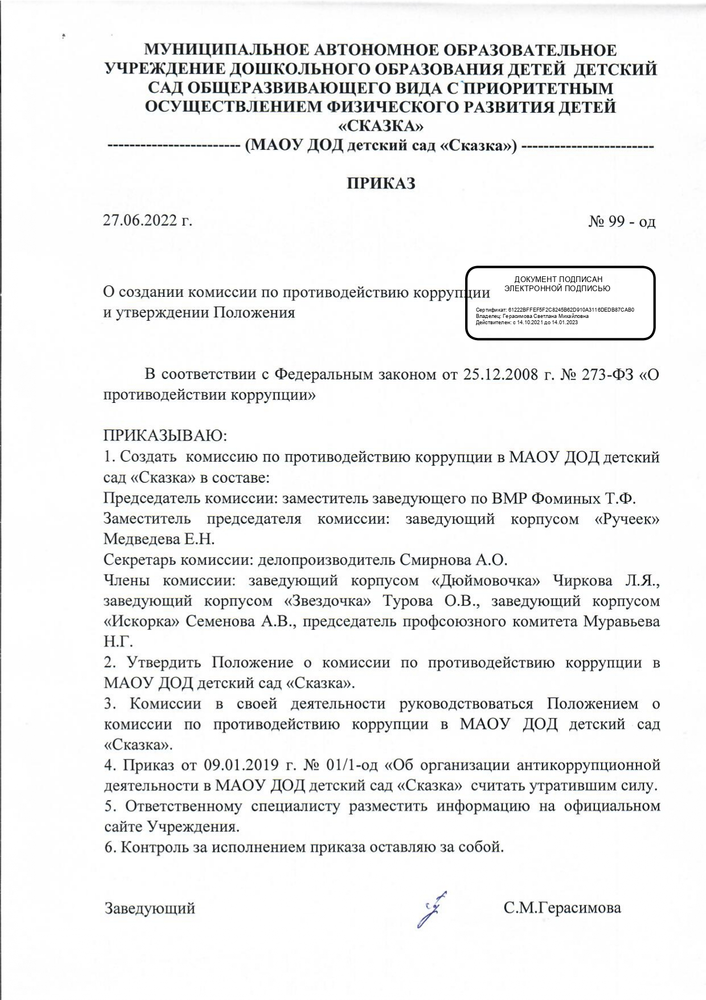 МУНИЦИПАЛЬНОЕ АВТОНОМНОЕ ОБРАЗОВАТЕЛЬНОЕ
УЧРЕЖДЕНИЕ ДОШКОЛЬНОГО ОБРАЗОВАНИЯ ДЕТЕЙ ДЕТСКИЙ
САД ОБЩЕРАЗВИВАЮЩЕГО ВИДА С ПРИОРИТЕТНЫМ
ОСУЩЕСТВЛЕНИЕМ ФИЗИЧЕСКОГО РАЗВИТИЯ ДЕТЕЙ
«СКАЗКА»
------------------------ (МАОУ ДОД детский сад «Сказка») ------------------------
ПРИКАЗ
27.06.2022 г. № 99 - од
О создании комиссии по противодействию коррупции
и утверждении Положения
ДОКУМЕНТ ПОДПИСАН
ЭЛЕКТРОННОЙ ПОДПИСЬЮ
Сертификат: 61222BFFEF5F2C8245B62D910A3116DEDB87CAB0
Владелец: Герасимова Светлана Михайловна
Действителен: с 14.10.2021 до 14.01.2023
В соответствии с Федеральным законом от 25.12.2008 г. № 273-ФЗ «О
противодействии коррупции»
ПРИКАЗЫВАЮ:
1. Создать комиссию по противодействию коррупции в МАОУ ДОД детский
сад «Сказка» в составе:
Председатель комиссии: заместитель заведующего по ВМР Фоминых Т.Ф.
Заместитель председателя комиссии: заведующий корпусом «Ручеек»
Медведева Е.Н.
Секретарь комиссии: делопроизводитель Смирнова А.О.
Члены комиссии: заведующий корпусом «Дюймовочка» Чиркова Л.Я.,
заведующий корпусом «Звездочка» Турова О.В., заведующий корпусом
«Искорка» Семенова А.В., председатель профсоюзного комитета Муравьева
Н.Г.
2. Утвердить Положение о комиссии по противодействию коррупции в
МАОУ ДОД детский сад «Сказка».
3. Комиссии в своей деятельности руководствоваться Положением о
комиссии по противодействию коррупции в МАОУ ДОД детский сад
«Сказка».
4. Приказ от 09.01.2019 г. № 01/1-од «Об организации антикоррупционной
деятельности в МАОУ ДОД детский сад «Сказка» считать утратившим силу.
5. Ответственному специалисту разместить информацию на официальном
сайте Учреждения.
6. Контроль за исполнением приказа оставляю за собой.
Заведующий С.М.Герасимова